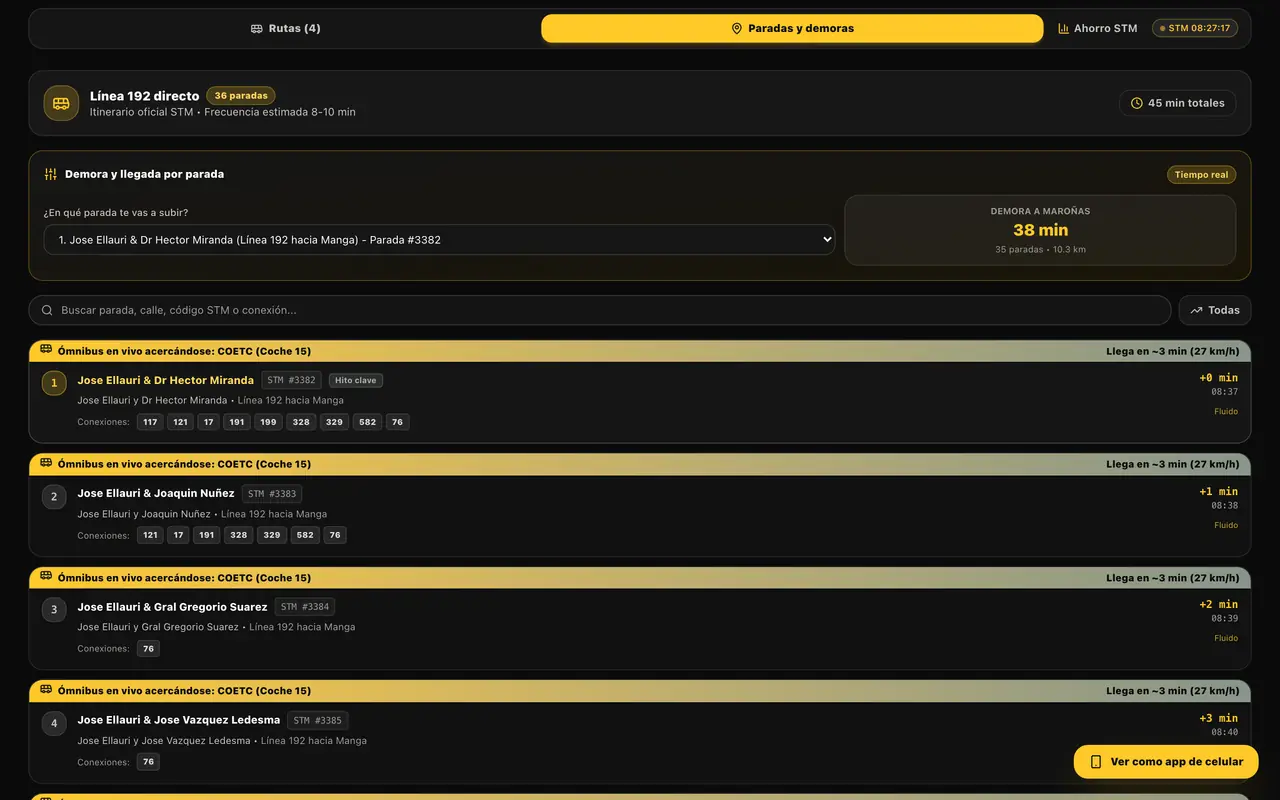 Rutas (4)
Paradas y demoras
Ahorro STM
STM 08:27:17
Línea 192 directo 36 paradas
Itinerario oficial STM • Frecuencia estimada 8-10 min
45 min totales
Demora y llegada por parada
Tiempo real
¿En qué parada te vas a subir?
1. Jose Ellauri & Dr Hector Miranda (Línea 192 hacia Manga) - Parada #3382
DEMORA A MAROÑAS
38 min
35 paradas • 10.3 km
Buscar parada, calle, código STM o conexión...
Todas
Ómnibus en vivo acercándose: COETC (Coche 15) Llega en ~3 min (27 km/h)
1 Jose Ellauri & Dr Hector Miranda STM #3382 Hito clave +0 min
Jose Ellauri y Dr Hector Miranda • Línea 192 hacia Manga 08:37
Conexiones: 117 121 17 191 199 328 329 582 76 Fluido
Ómnibus en vivo acercándose: COETC (Coche 15) Llega en ~3 min (27 km/h)
2 Jose Ellauri & Joaquin Nuñez STM #3383 +1 min
Jose Ellauri y Joaquin Nuñez • Línea 192 hacia Manga 08:38
Conexiones: 121 17 191 328 329 582 76 Fluido
Ómnibus en vivo acercándose: COETC (Coche 15) Llega en ~3 min (27 km/h)
3 Jose Ellauri & Gral Gregorio Suarez STM #3384 +2 min
Jose Ellauri y Gral Gregorio Suarez • Línea 192 hacia Manga 08:39
Conexiones: 76 Fluido
Ómnibus en vivo acercándose: COETC (Coche 15) Llega en ~3 min (27 km/h)
4 Jose Ellauri & Jose Vazquez Ledesma STM #3385 +3 min
Jose Ellauri y Jose Vazquez Ledesma • Línea 192 hacia Manga 08:40
Conexiones: 76
Ver como app de celular